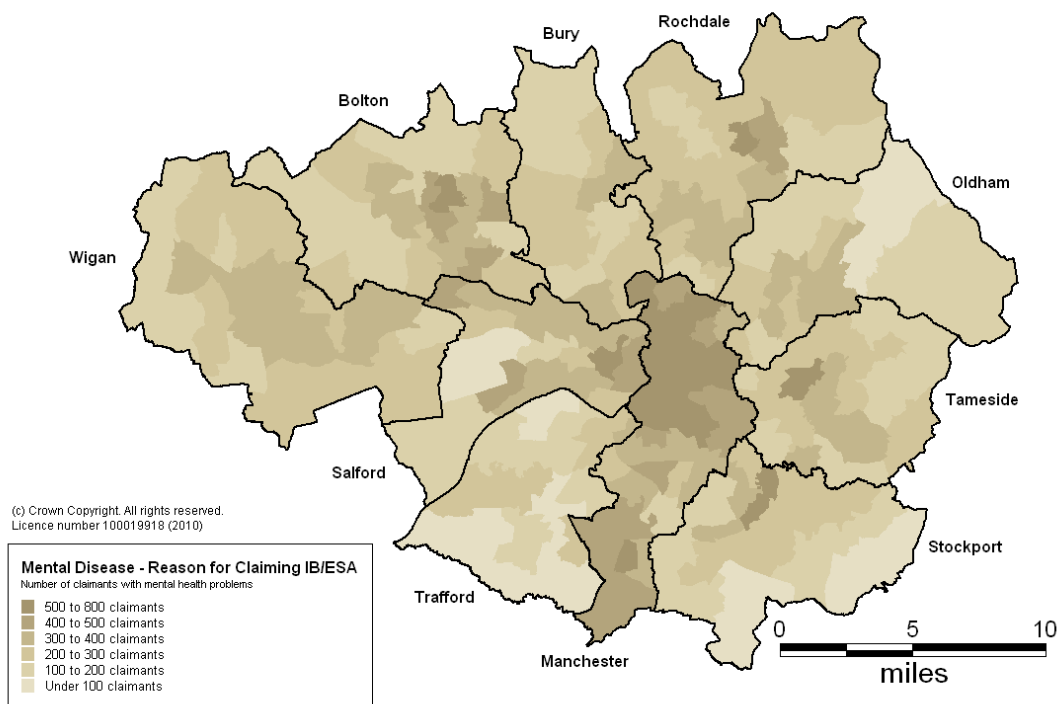 Rochdale
Bury
Bolton
Oldham
Wigan
Tameside
Salford
(c) Crown Copyright. All rights reserved.
Licence number 100019918 (2010)
Stockport
Mental Disease - Reason for Claiming IB/ESA
Number of claimants with mental health problems
500 to 800 claimants
400 to 500 claimants
300 to 400 claimants
200 to 300 claimants
100 to 200 claimants
Under 100 claimants
Trafford
Manchester
0 5 10
miles